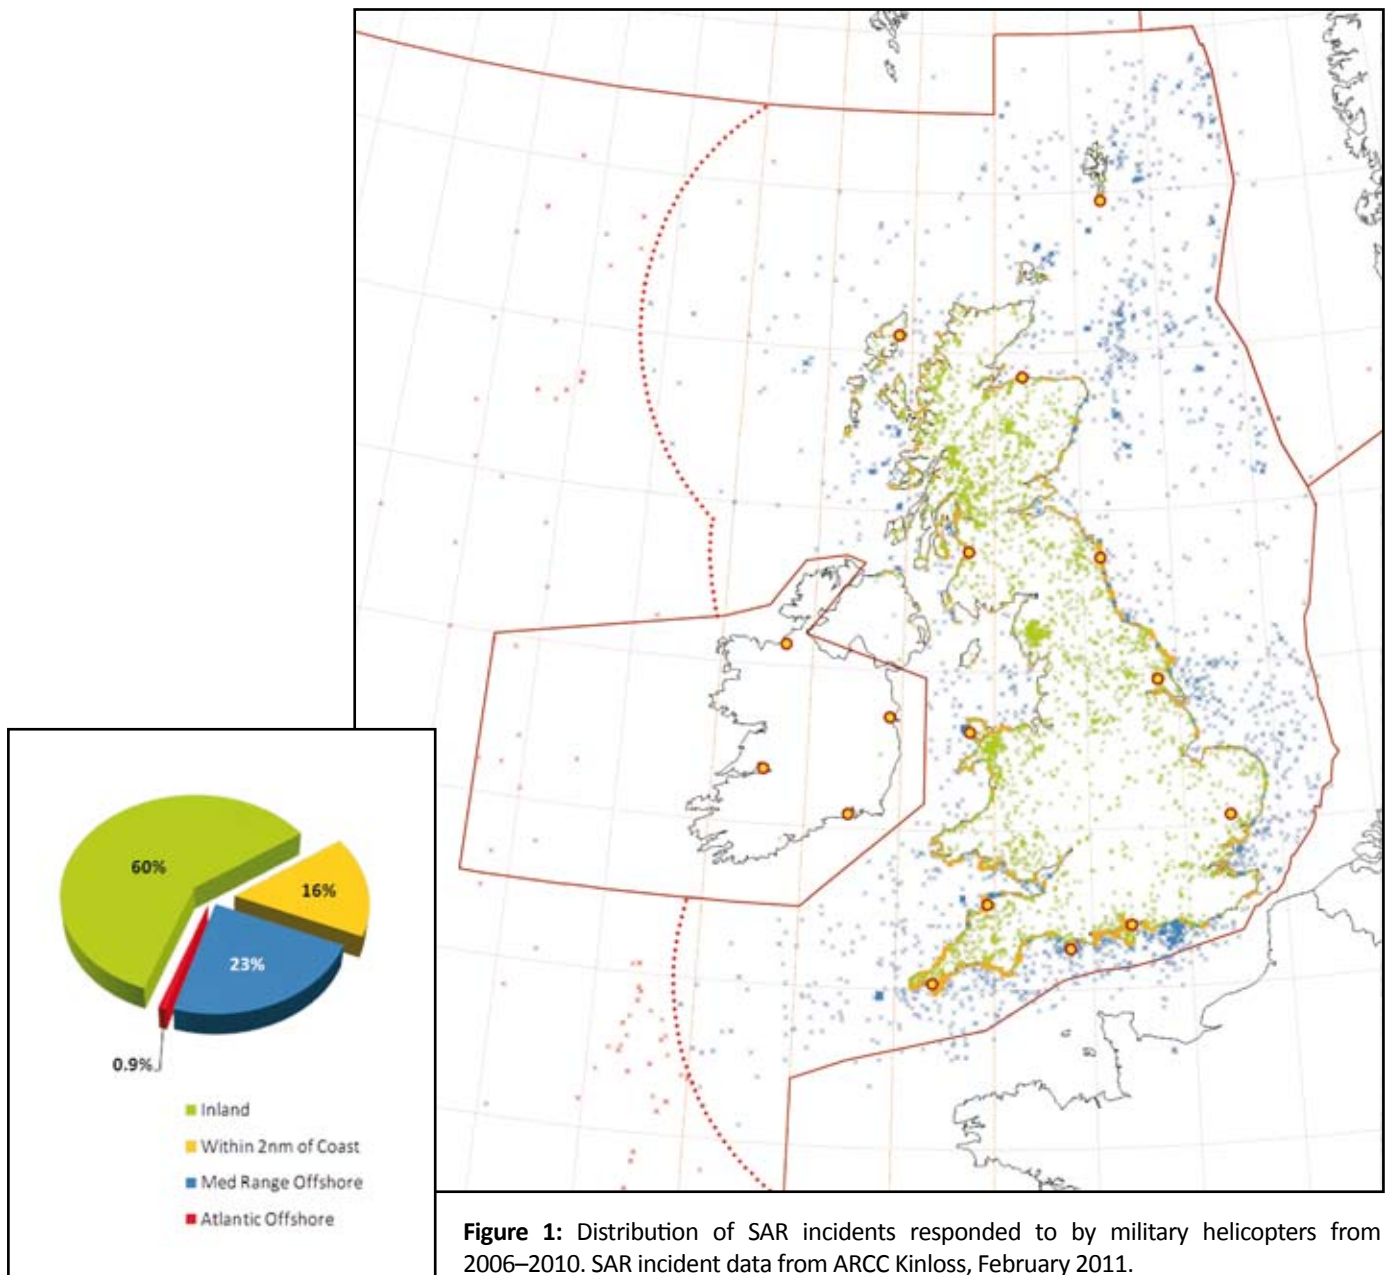 60%
16%
23%
0.9%
Inland
Within 2nm of Coast
Med Range Offshore
Atlantic Offshore
Figure 1: Distribution of SAR incidents responded to by military helicopters from
2006–2010. SAR incident data from ARCC Kinloss, February 2011.